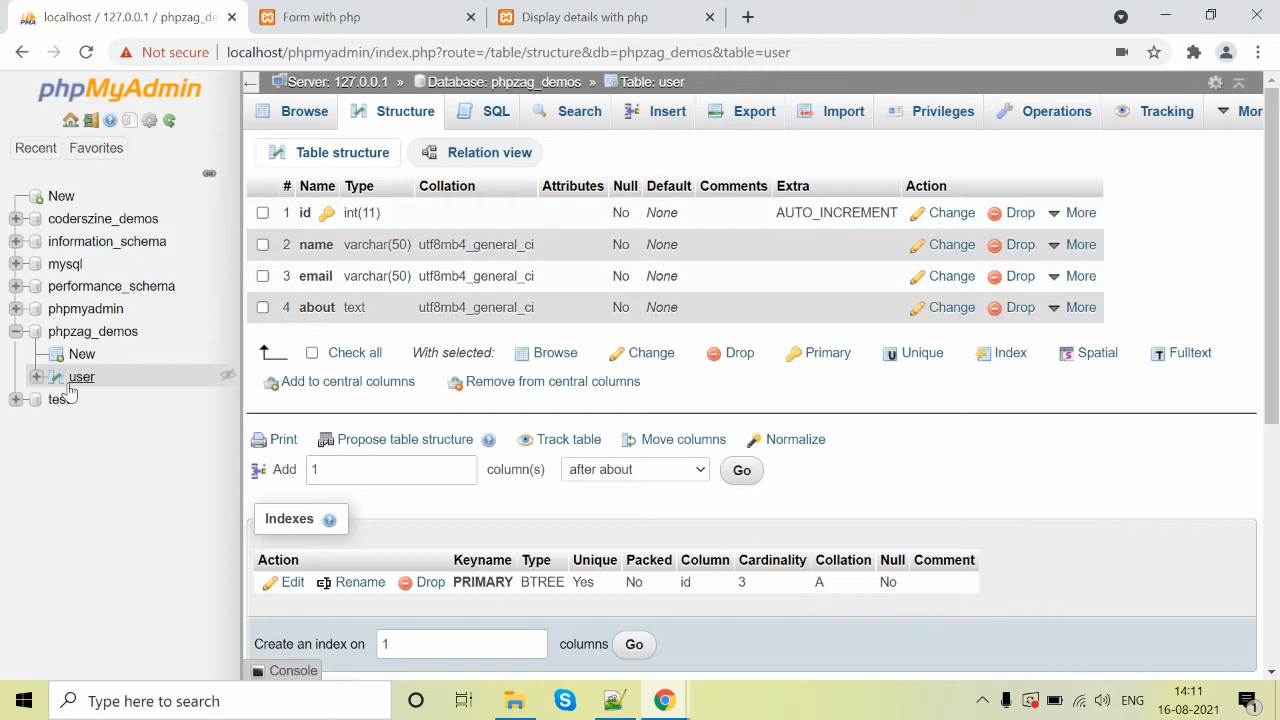 localhost / 127.0.0.1 / phpzag_de
Form with php
Display details with php
Not secure
localhost/phpmyadmin/index.php?route=/table/structure&db=phpzag_demos&table=user
phpMyAdmin
Server: 127.0.0.1 » Database: phpzag_demos » Table: user
Browse Structure SQL Search Insert Export Import Privileges Operations Tracking Mor
Recent Favorites
Table structure Relation view
New
coderszine_demos
information_schema
mysql
performance_schema
phpmyadmin
phpzag_demos
New
user
# Name Type Collation Attributes Null Default Comments Extra Action
1 id int(11) No None AUTO_INCREMENT Change Drop More
2 name varchar(50) utf8mb4_general_ci No None Change Drop More
3 email varchar(50) utf8mb4_general_ci No None Change Drop More
4 about text utf8mb4_general_ci No None Change Drop More
Check all With selected: Browse Change Drop Primary Unique Index Spatial Fulltext
Add to central columns Remove from central columns
Print Propose table structure Track table Move columns Normalize
Add 1 column(s) after about Go
Indexes
Action Keyname Type Unique Packed Column Cardinality Collation Null Comment
Edit Rename Drop PRIMARY BTREE Yes No id 3 A No
Create an index on 1 columns Go
Console
Type here to search
ENG
14:11
16-08-2021
1